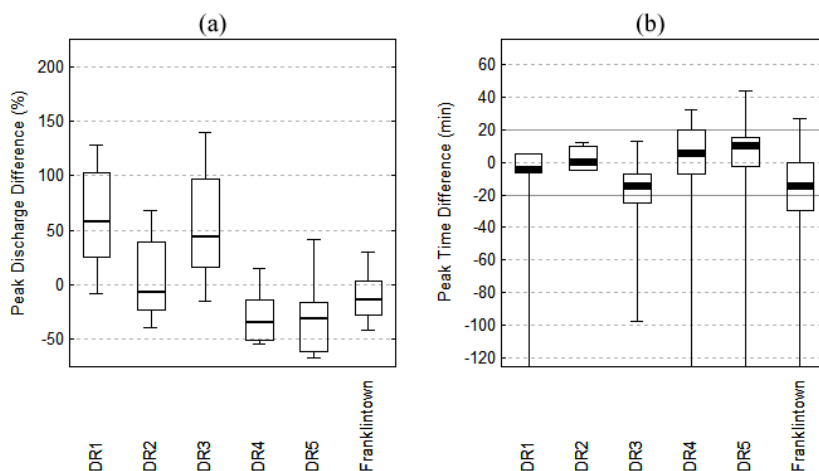 (a)
Peak Discharge Difference (%)
200
150
100
50
0
-50
DR1
DR2
DR3
DR4
DR5
Franklintown
(b)
Peak Time Difference (min)
60
40
20
0
-20
-40
-60
-80
-100
-120
DR1
DR2
DR3
DR4
DR5
Franklintown